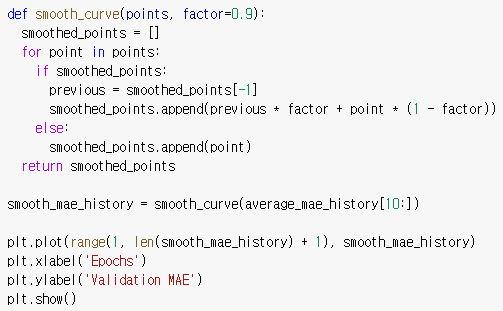 def smooth_curve(points, factor=0.9):
  smoothed_points = []
  for point in points:
    if smoothed_points:
      previous = smoothed_points[-1]
      smoothed_points.append(previous * factor + point * (1 - factor))
    else:
      smoothed_points.append(point)
  return smoothed_points

smooth_mae_history = smooth_curve(average_mae_history[10:])

plt.plot(range(1, len(smooth_mae_history) + 1), smooth_mae_history)
plt.xlabel('Epochs')
plt.ylabel('Validation MAE')
plt.show()